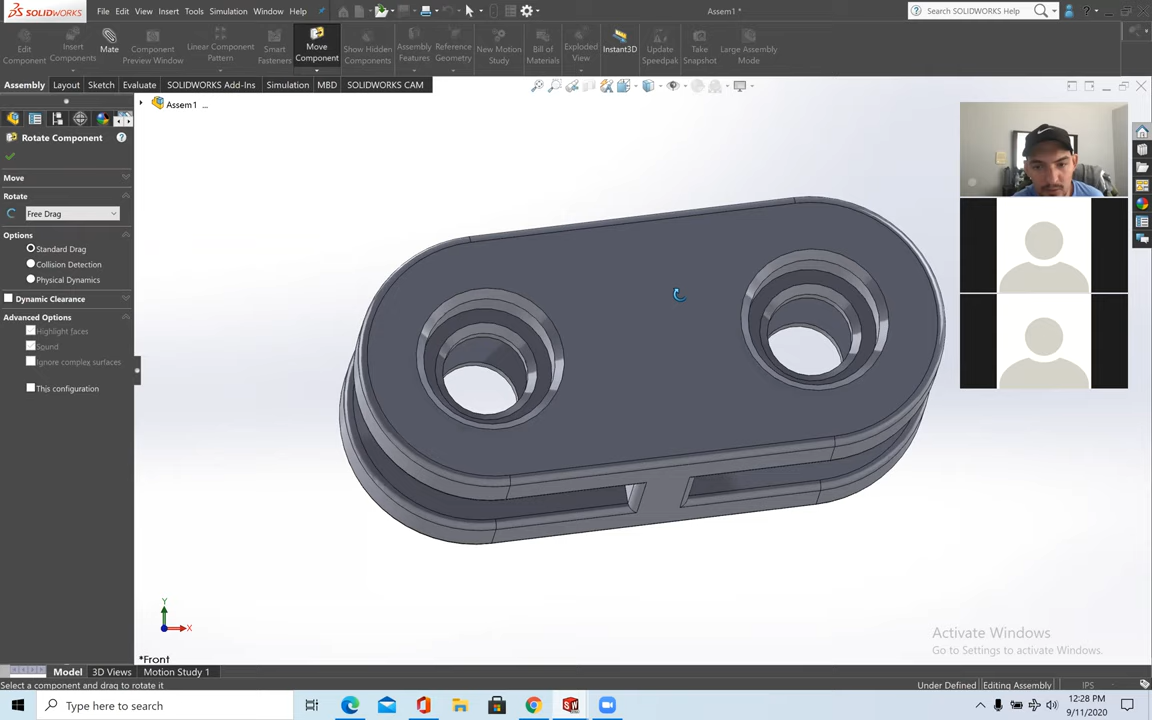 SOLIDWORKS
File Edit View Insert Tools Simulation Window Help
Assem1 *
Search SOLIDWORKS Help
Edit Component
Insert Components
Mate
Component Preview Window
Linear Component Pattern
Smart Fasteners
Move Component
Show Hidden Components
Assembly Features
Reference Geometry
New Motion Study
Bill of Materials
Exploded View
Instant3D
Update Speedpak
Take Snapshot
Large Assembly Mode
Assembly Layout Sketch Evaluate SOLIDWORKS Add-Ins Simulation MBD SOLIDWORKS CAM
Assem1 ...
Rotate Component
Move
Rotate
Free Drag
Options
Standard Drag
Collision Detection
Physical Dynamics
Dynamic Clearance
Advanced Options
Highlight faces
Sound
Ignore complex surfaces
This configuration
Y
X
*Front
Activate Windows
Go to Settings to activate Windows.
Model 3D Views Motion Study 1
Select a component and drag to rotate it
Under Defined Editing Assembly IPS
Type here to search
12:28 PM
9/11/2020